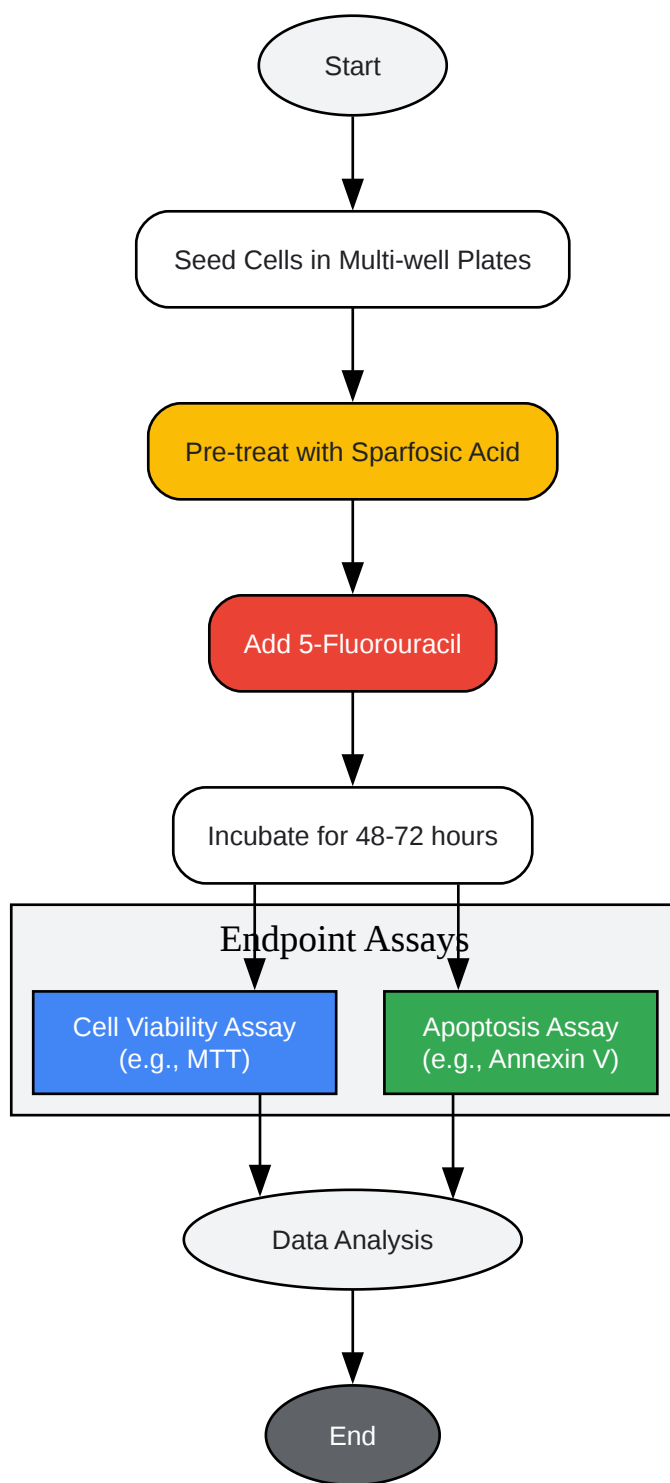 Start
Seed Cells in Multi-well Plates
Pre-treat with Sparfosic Acid
Add 5-Fluorouracil
Incubate for 48-72 hours
Endpoint Assays
Cell Viability Assay
(e.g., MTT)
Apoptosis Assay
(e.g., Annexin V)
Data Analysis
End